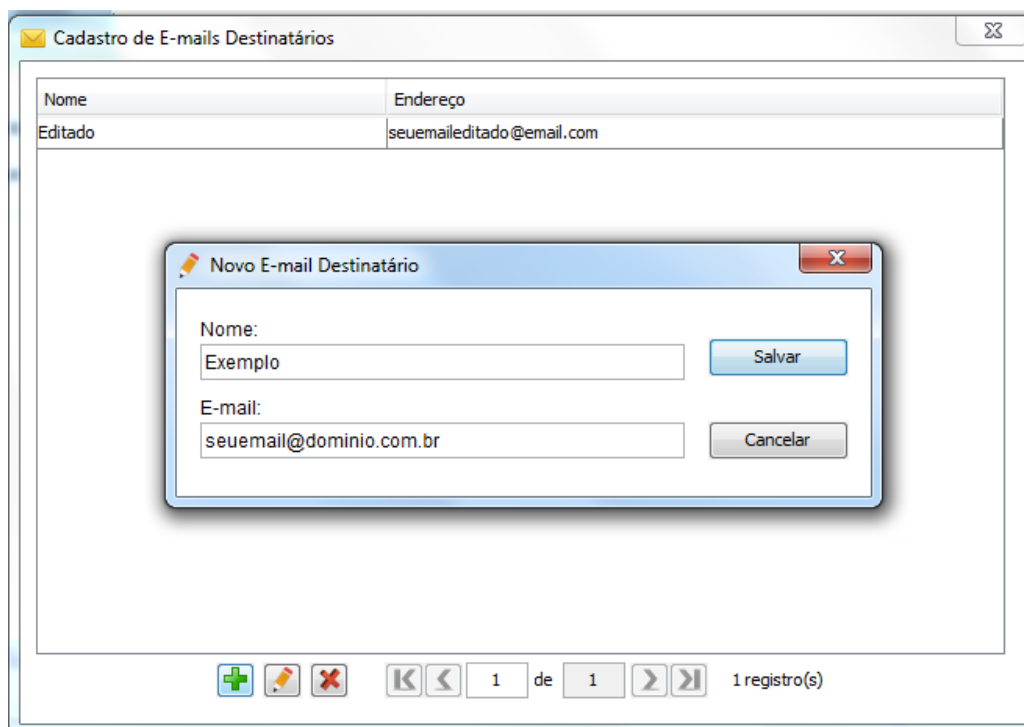 Cadastro de E-mails Destinatários
Nome Endereço
Editado seuemaileditado@email.com
Novo E-mail Destinatário
Nome:
Exemplo
Salvar
E-mail:
seuemail@dominio.com.br
Cancelar
1 de 1 1 registro(s)